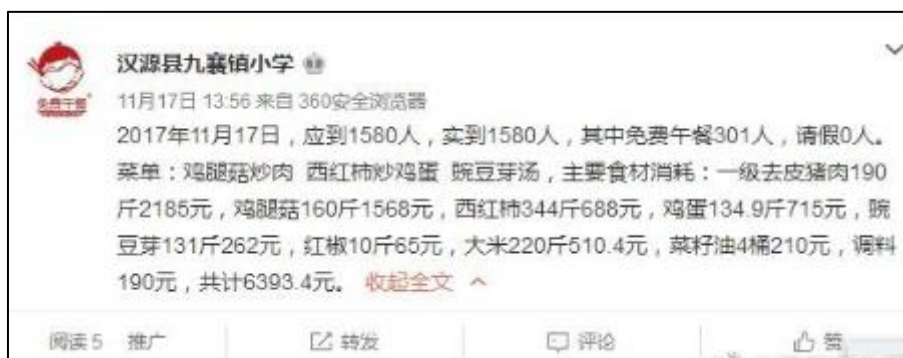 汉源县九襄镇小学
免费午餐
11月17日 13:56 来自 360安全浏览器
2017年11月17日，应到1580人，实到1580人，其中免费午餐301人，请假0人。
菜单：鸡腿菇炒肉 西红柿炒鸡蛋 豌豆芽汤，主要食材消耗：一级去皮猪肉190
斤2185元，鸡腿菇160斤1568元，西红柿344斤688元，鸡蛋134.9斤715元，豌
豆芽131斤262元，红椒10斤65元，大米220斤510.4元，菜籽油4桶210元，调料
190元，共计6393.4元。 收起全文
阅读5 推广 转发 评论 赞